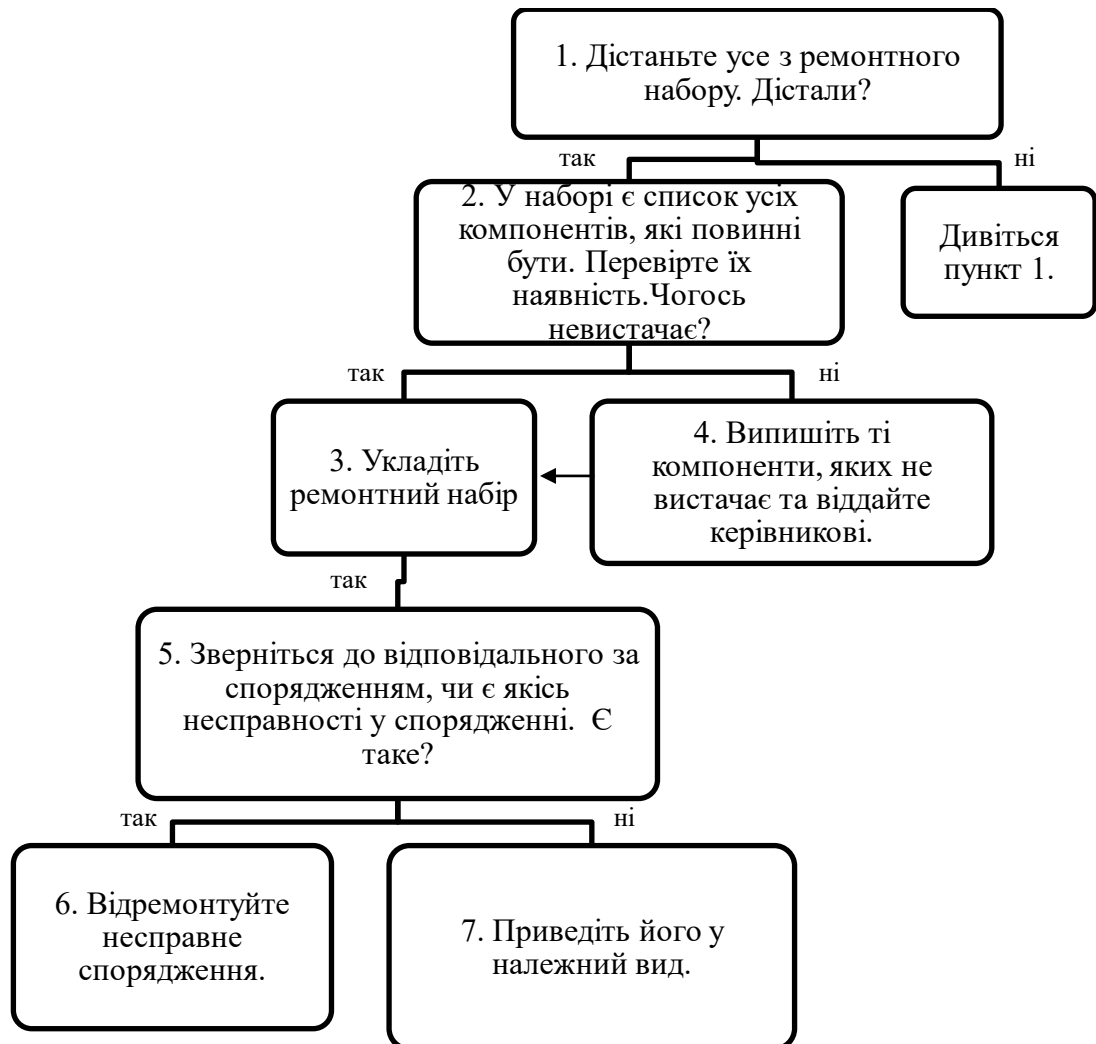 1. Дістаньте усе з ремонтного
набору. Дістали?
так
ні
2. У наборі є список усіх
компонентів, які повинні
бути. Перевірте їх
наявність.Чогось
невистачає?
Дивіться
пункт 1.
так
ні
3. Укладіть
ремонтний набір
4. Випишіть ті
компоненти, яких не
вистачає та віддайте
керівникові.
так
5. Зверніться до відповідального за
спорядженням, чи є якісь
несправності у спорядженні. Є
таке?
так
ні
6. Відремонтуйте
несправне
спорядження.
7. Приведіть його у
належний вид.